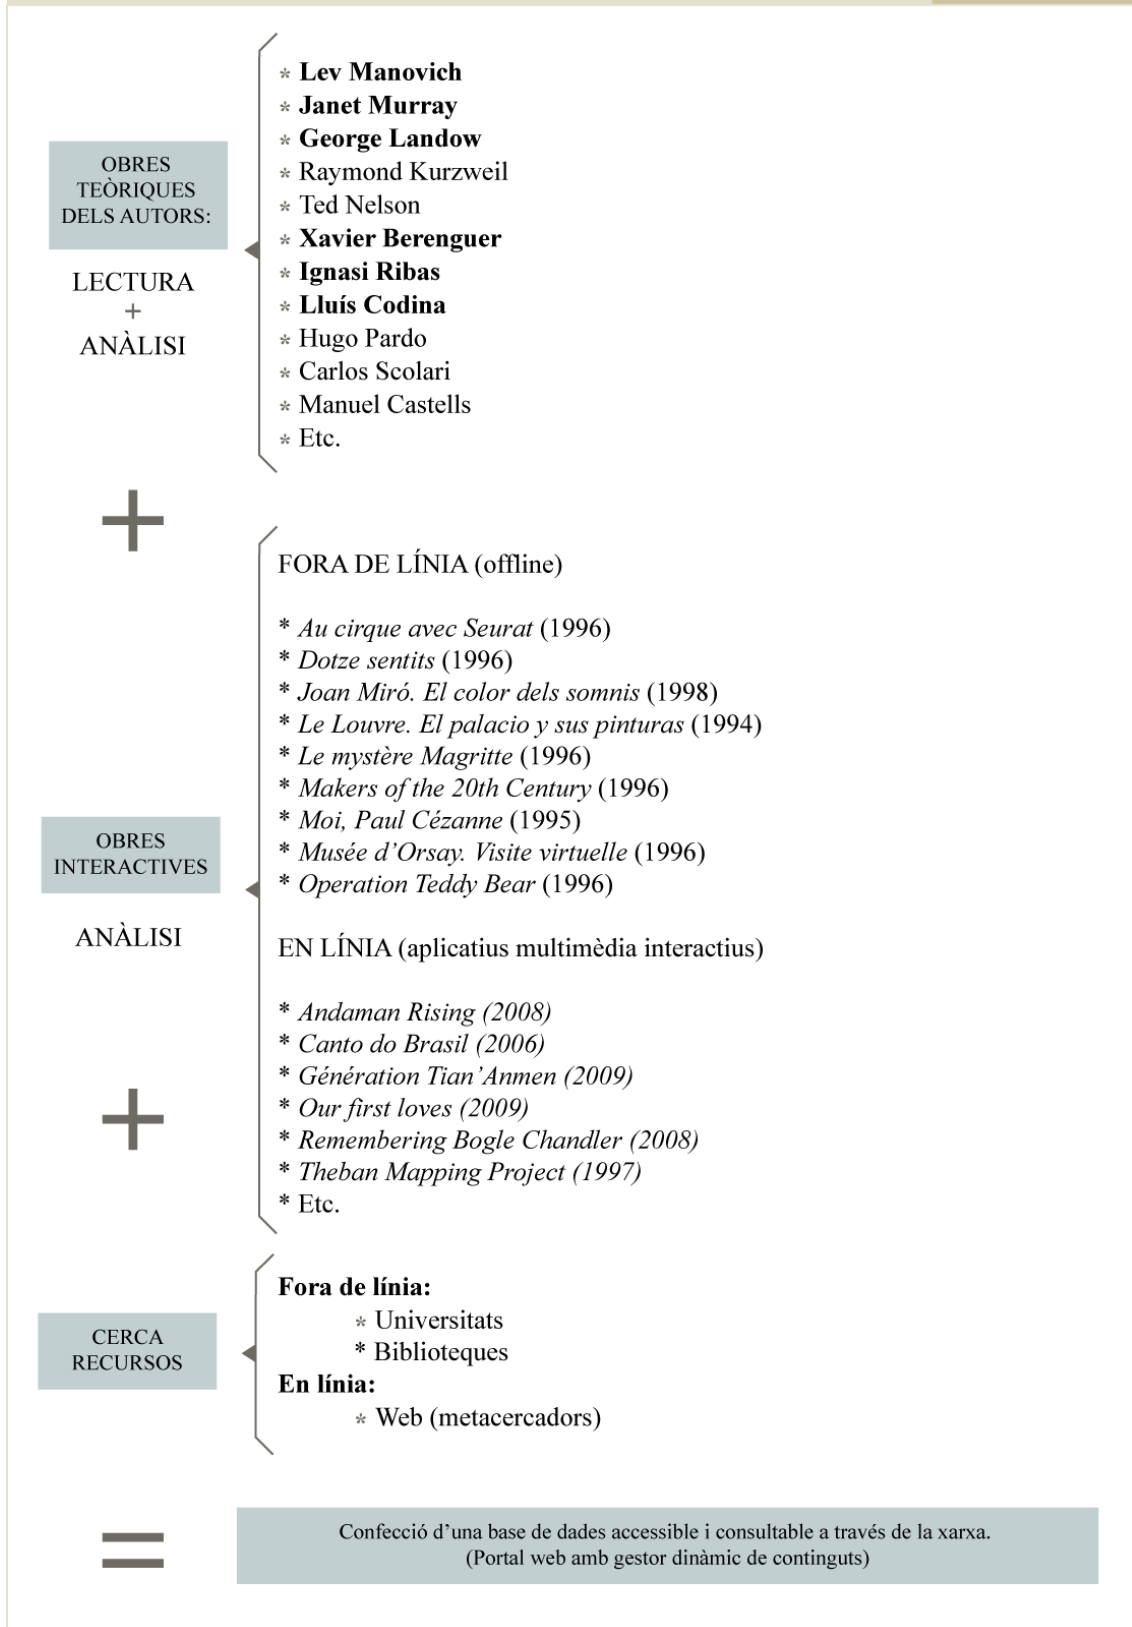 OBRES
TEÒRIQUES
DELS AUTORS:
LECTURA
+
ANÀLISI
* Lev Manovich
* Janet Murray
* George Landow
* Raymond Kurzweil
* Ted Nelson
* Xavier Berenguer
* Ignasi Ribas
* Lluís Codina
* Hugo Pardo
* Carlos Scolari
* Manuel Castells
* Etc.
+
OBRES
INTERACTIVES
ANÀLISI
FORA DE LÍNIA (offline)
* Au cirque avec Seurat (1996)
* Dotze sentits (1996)
* Joan Miró. El color dels somnis (1998)
* Le Louvre. El palacio y sus pinturas (1994)
* Le mystère Magritte (1996)
* Makers of the 20th Century (1996)
* Moi, Paul Cézanne (1995)
* Musée d’Orsay. Visite virtuelle (1996)
* Operation Teddy Bear (1996)
EN LÍNIA (aplicatius multimèdia interactius)
* Andaman Rising (2008)
* Canto do Brasil (2006)
* Génération Tian’Anmen (2009)
* Our first loves (2009)
* Remembering Bogle Chandler (2008)
* Theban Mapping Project (1997)
* Etc.
+
CERCA
RECURSOS
Fora de línia:
* Universitats
* Biblioteques
En línia:
* Web (metacercadors)
=
Confecció d’una base de dades accessible i consultable a través de la xarxa.
(Portal web amb gestor dinàmic de continguts)